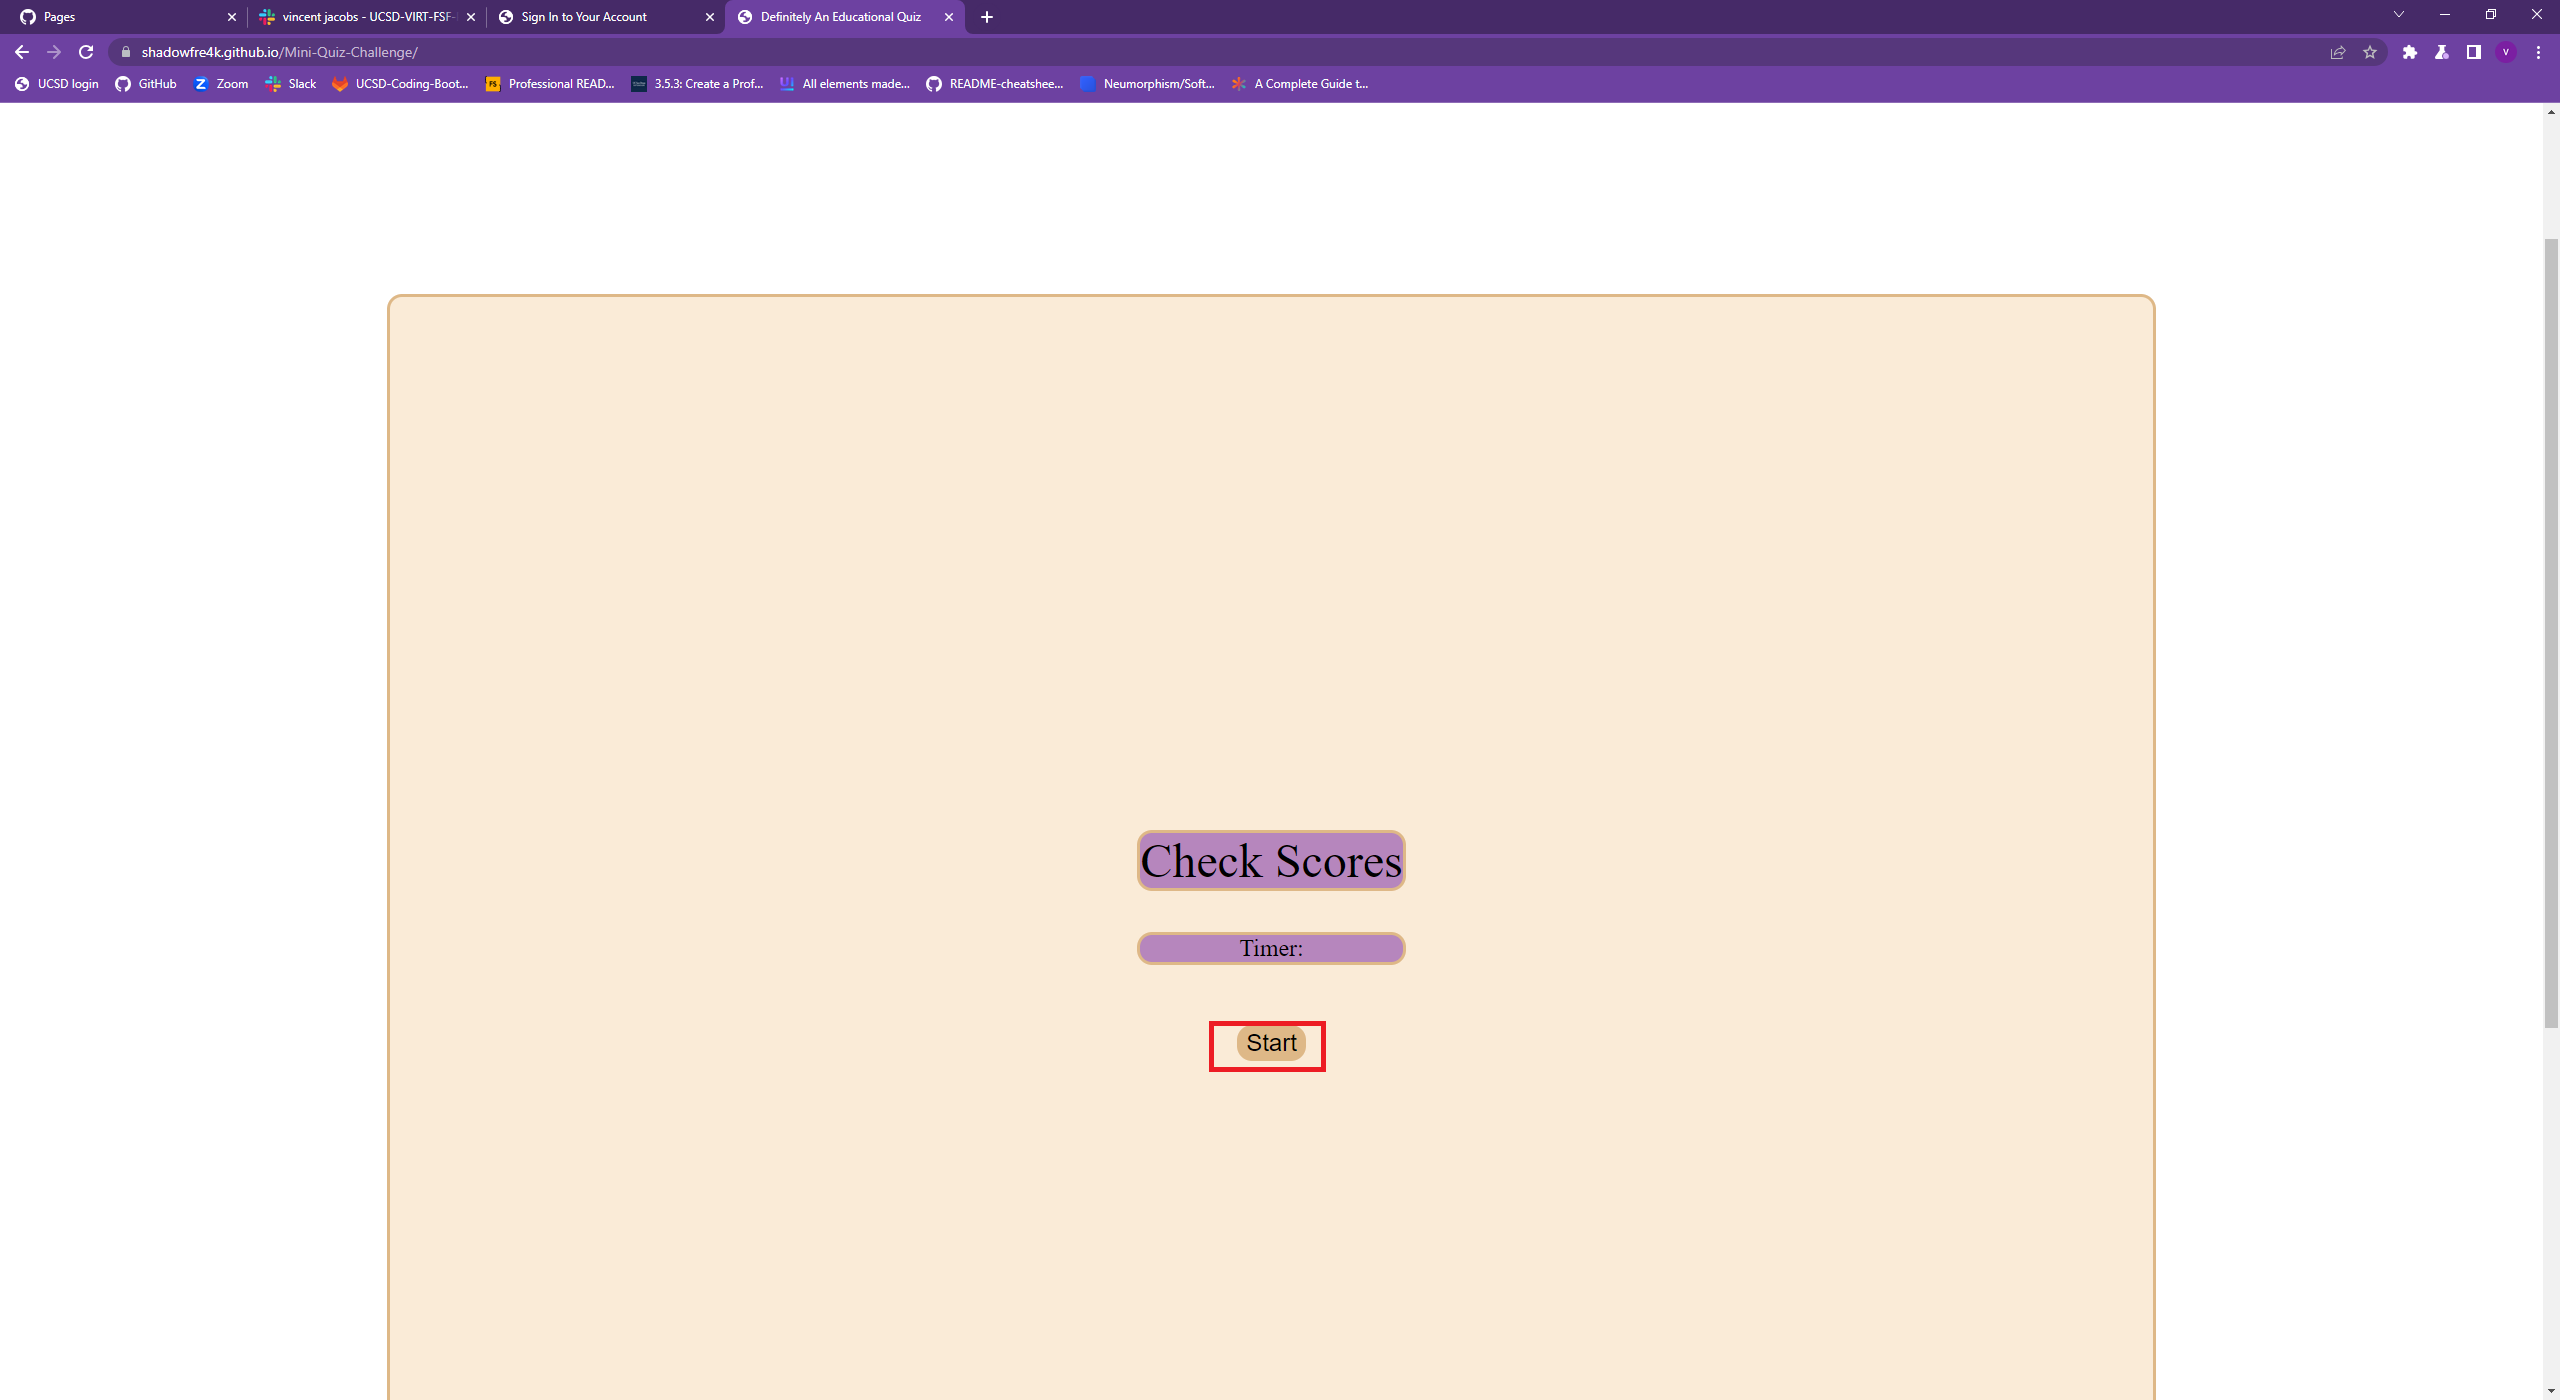 Pages
vincent jacobs - UCSD-VIRT-FSF-
Sign In to Your Account
Definitely An Educational Quiz
shadowfre4k.github.io/Mini-Quiz-Challenge/
V
UCSD login
GitHub
Zoom
Slack
UCSD-Coding-Boot...
FS
Professional READ...
3.5.3: Create a Prof...
All elements made...
README-cheatshee...
Neumorphism/Soft...
A Complete Guide t...
Check Scores
Timer:
Start